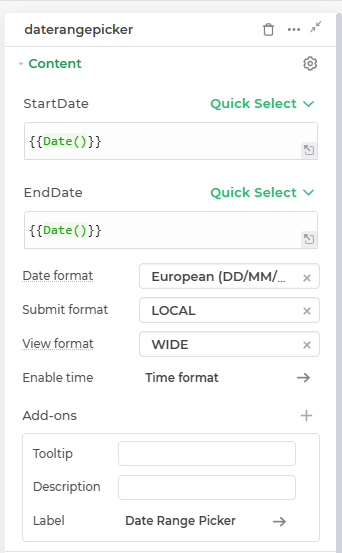 daterangepicker
Content
StartDate Quick Select
{{Date()}}
EndDate Quick Select
{{Date()}}
Date format European (DD/MM/...
Submit format LOCAL
View format WIDE
Enable time Time format
Add-ons
Tooltip
Description
Label Date Range Picker